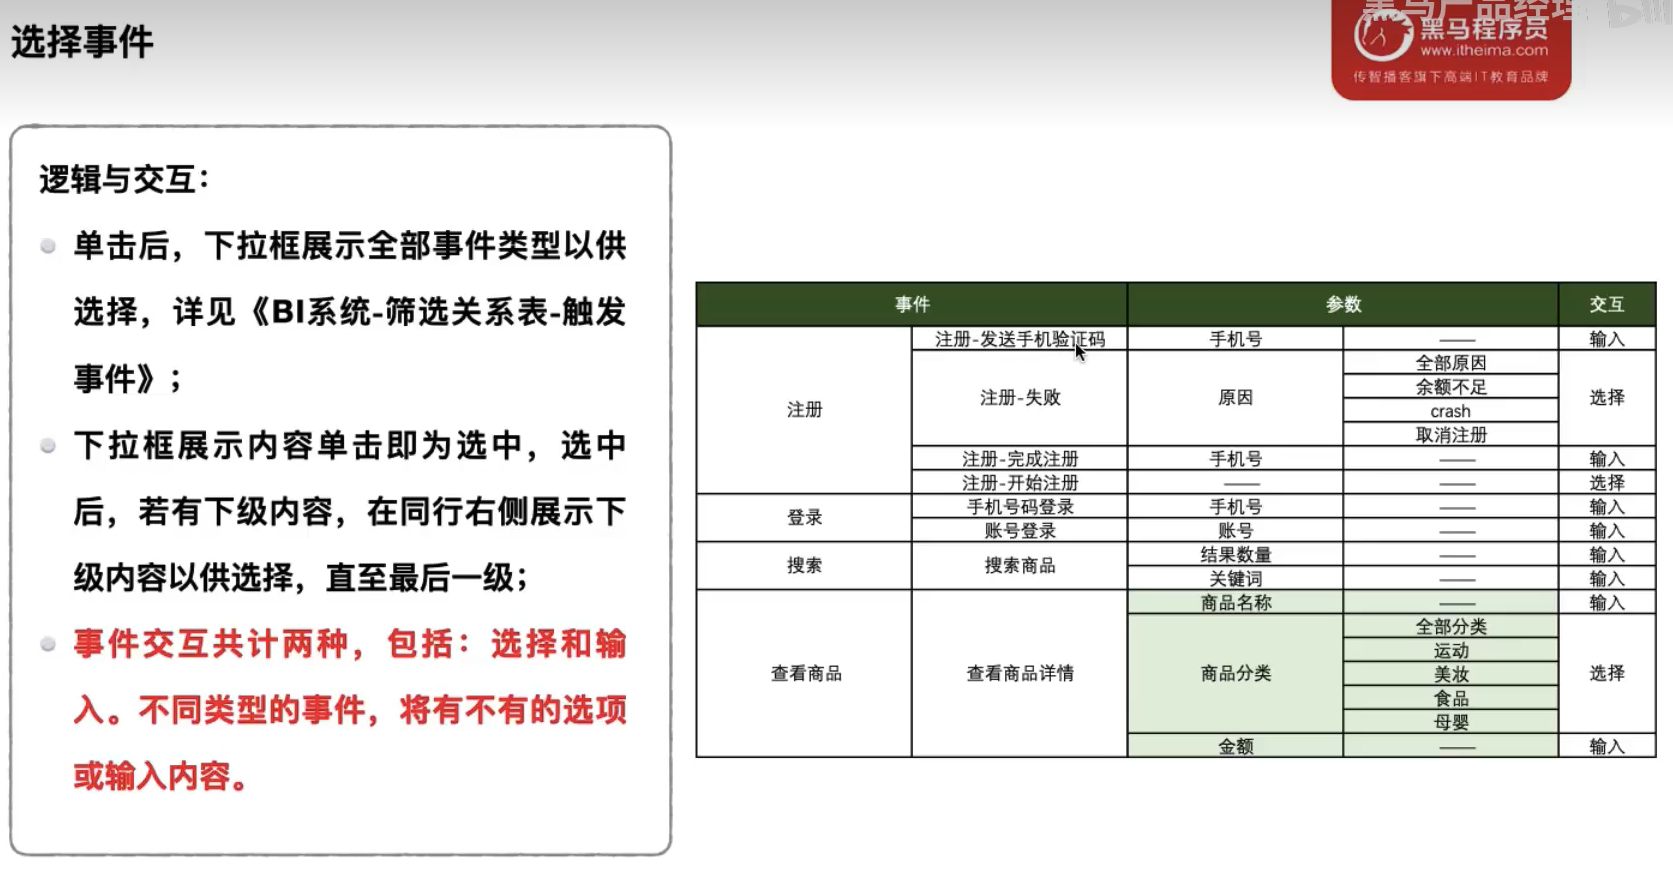 选择事件
黑马产品经理 bili
黑马程序员
www.itheima.com
传智播客旗下高端IT教育品牌
逻辑与交互：
单击后，下拉框展示全部事件类型以供
选择，详见《BI系统-筛选关系表-触发
事件》；
下拉框展示内容单击即为选中，选中
后，若有下级内容，在同行右侧展示下
级内容以供选择，直至最后一级；
事件交互共计两种，包括：选择和输
入。不同类型的事件，将有不有的选项
或输入内容。
事件 参数 交互
注册 注册-发送手机验证码 手机号 —— 输入
注册-失败 原因 全部原因 选择
余额不足
crash
取消注册
注册-完成注册 手机号 —— 输入
注册-开始注册 —— —— 选择
登录 手机号码登录 手机号 —— 输入
账号登录 账号 —— 输入
搜索 搜索商品 结果数量 —— 输入
关键词 —— 输入
查看商品 查看商品详情 商品名称 —— 输入
商品分类 全部分类 选择
运动
美妆
食品
母婴
金额 —— 输入